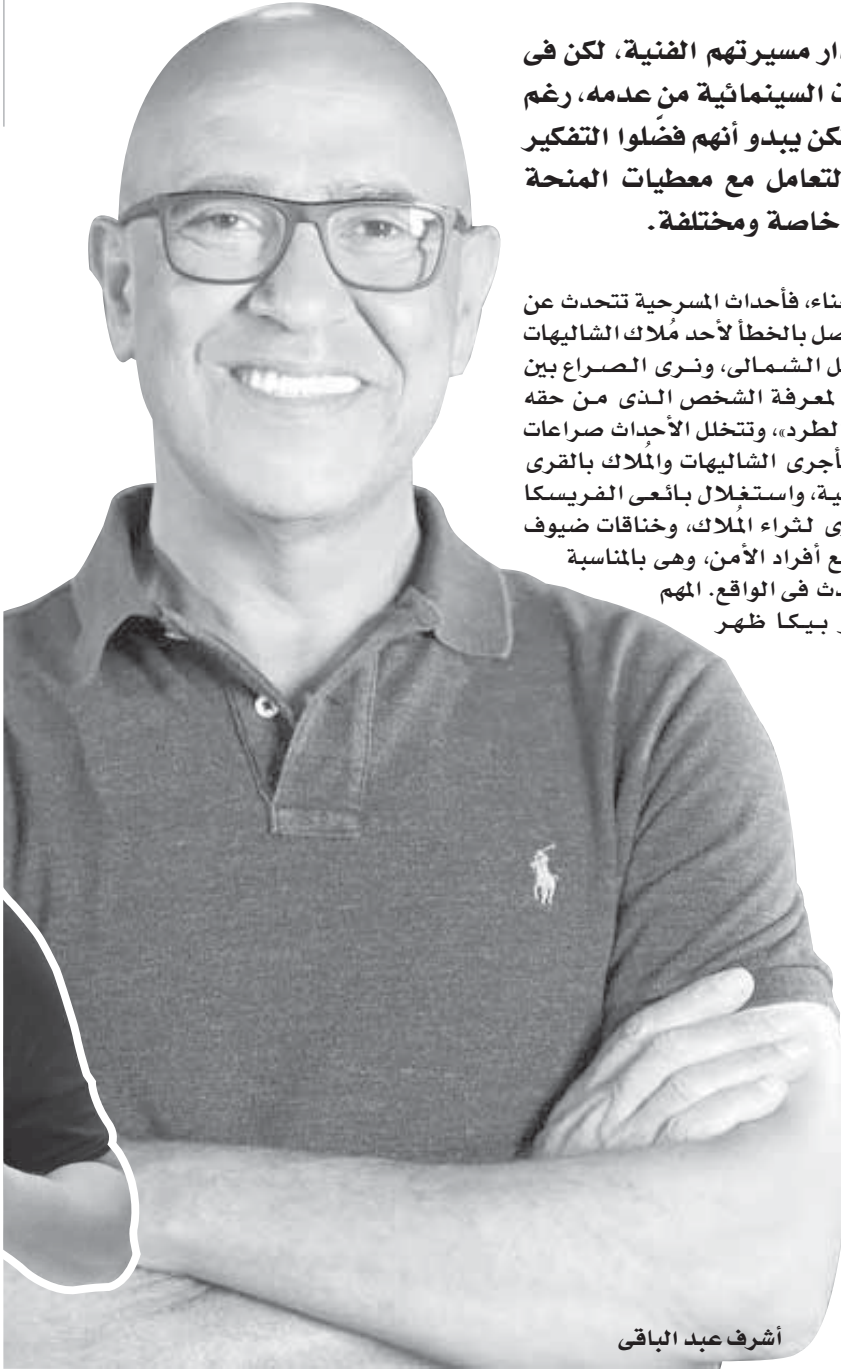 ار مسيرتهم الفنية، لكن فى
ت السينمائية من عدمه، رغم
كن يبدو أنهم فضّلوا التفكير
لتعامل مع معطيات المنحة
خاصة ومختلفة.
ناء، فأحداث المسرحية تتحدث عن
صل بالخطأ لأحد مُلاك الشاليهات
ل الشمالى، ونرى الصراع بين
لمعرفة الشخص الذى من حقه
لطرد»، وتتخلل الأحداث صراعات
أجرى الشاليهات والمُلاك بالقرى
ية، واستغلال بائعى الفريسكا
ى لثراء المُلاك، وخناقات ضيوف
ع أفراد الأمن، وهى بالمناسبة
دث فى الواقع. المهم
ر بيكا ظهر
أشرف عبد الباقى